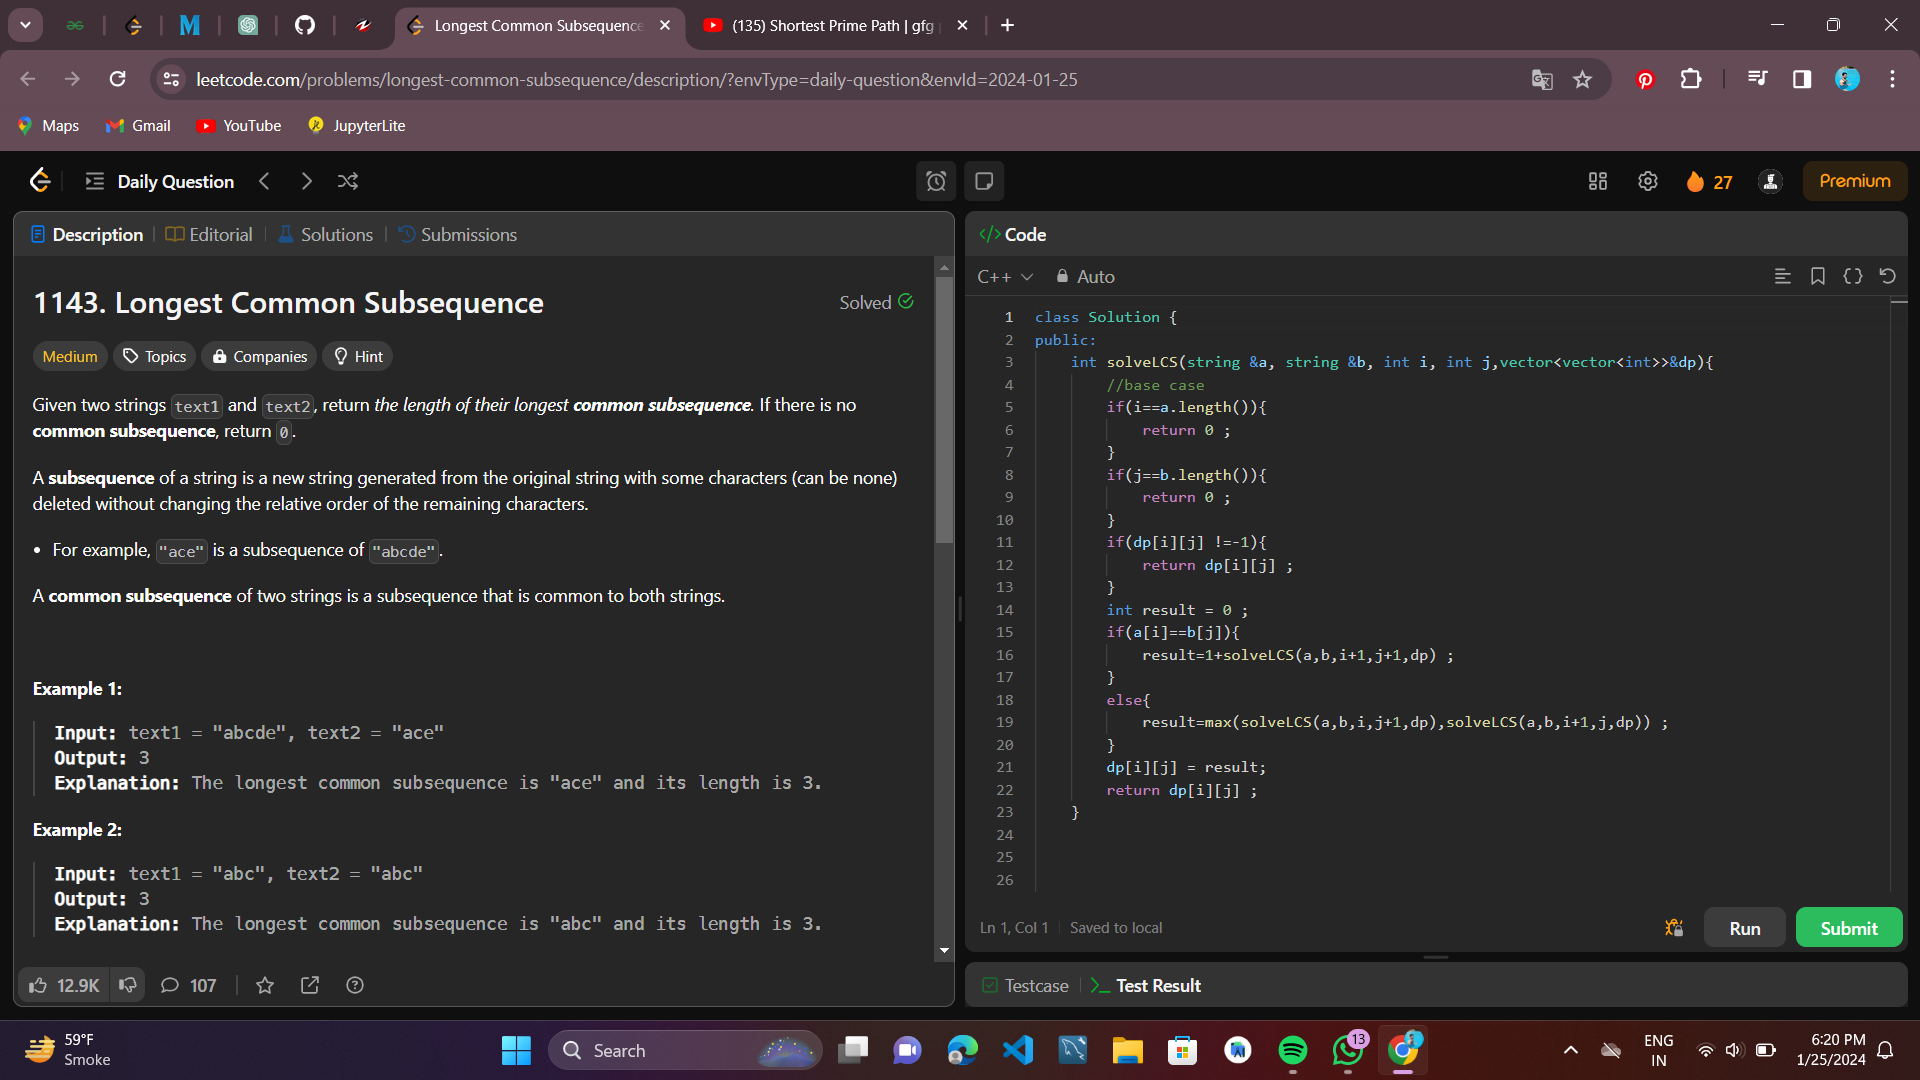 Longest Common Subsequence
(135) Shortest Prime Path | gfg
leetcode.com/problems/longest-common-subsequence/description/?envType=daily-question&envId=2024-01-25
Maps
Gmail
YouTube
JupyterLite
Daily Question
27
Premium
Description
Editorial
Solutions
Submissions
1143. Longest Common Subsequence
Solved
Medium
Topics
Companies
Hint
Given two strings text1 and text2, return the length of their longest common subsequence. If there is no
common subsequence, return 0.
A subsequence of a string is a new string generated from the original string with some characters (can be none)
deleted without changing the relative order of the remaining characters.
• For example, "ace" is a subsequence of "abcde".
A common subsequence of two strings is a subsequence that is common to both strings.
Example 1:
Input: text1 = "abcde", text2 = "ace"
Output: 3
Explanation: The longest common subsequence is "ace" and its length is 3.
Example 2:
Input: text1 = "abc", text2 = "abc"
Output: 3
Explanation: The longest common subsequence is "abc" and its length is 3.
12.9K
107
</> Code
C++
Auto
1 class Solution {
2 public:
3 int solveLCS(string &a, string &b, int i, int j,vector<vector<int>>&dp){
4 //base case
5 if(i==a.length()){
6 return 0 ;
7 }
8 if(j==b.length()){
9 return 0 ;
10 }
11 if(dp[i][j] !=-1){
12 return dp[i][j] ;
13 }
14 int result = 0 ;
15 if(a[i]==b[j]){
16 result=1+solveLCS(a,b,i+1,j+1,dp) ;
17 }
18 else{
19 result=max(solveLCS(a,b,i,j+1,dp),solveLCS(a,b,i+1,j,dp)) ;
20 }
21 dp[i][j] = result;
22 return dp[i][j] ;
23 }
24
25
26
Ln 1, Col 1
Saved to local
Run
Submit
Testcase
Test Result
59°F
Smoke
Search
13
ENG
IN
6:20 PM
1/25/2024